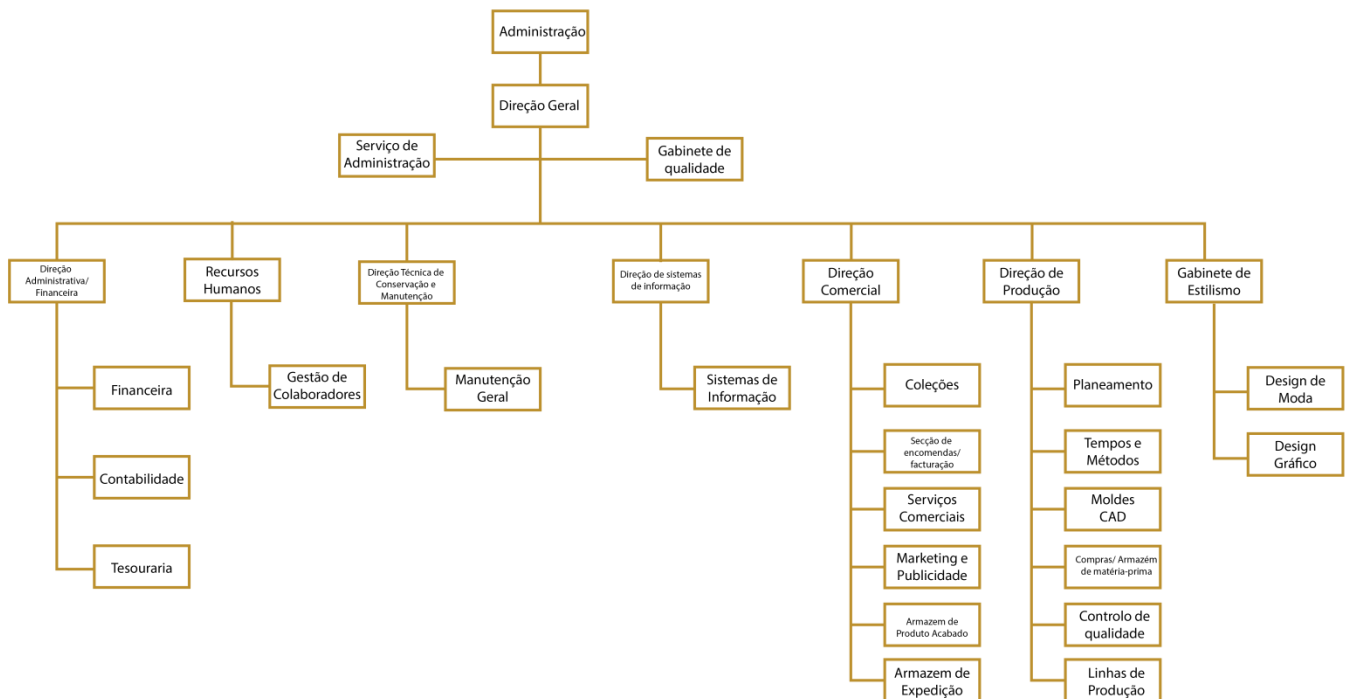 Administração
Direção Geral
Serviço de
Administração
Gabinete de
qualidade
Direção
Administrativa/
Financeira
Recursos
Humanos
Direção Técnica de
Conservação e
Manutenção
Direção de sistemas
de informação
Direção
Comercial
Direção de
Produção
Gabinete de
Estilismo
Financeira
Contabilidade
Tesouraria
Gestão de
Colaboradores
Manutenção
Geral
Sistemas de
Informação
Coleções
Secção de
encomendas/
facturação
Serviços
Comerciais
Marketing e
Publicidade
Armazem de
Produto Acabado
Armazem de
Expedição
Planeamento
Tempos e
Métodos
Moldes
CAD
Compras/ Armazém
de matéria-prima
Controlo de
qualidade
Linhas de
Produção
Design de
Moda
Design
Gráfico